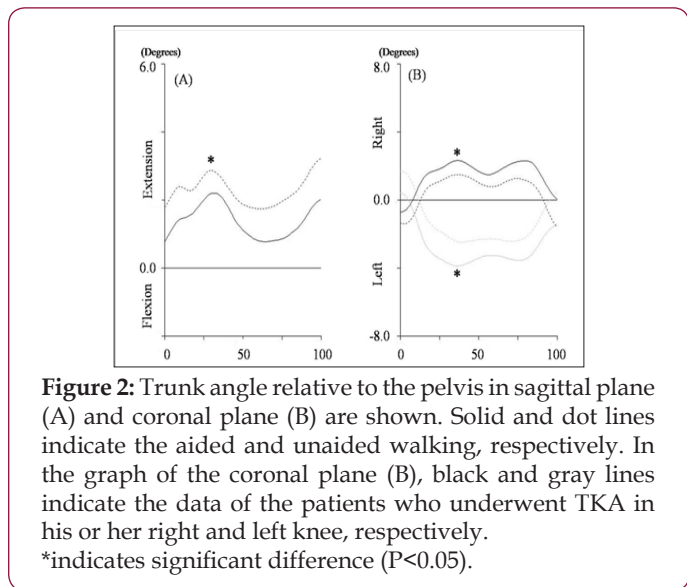 (Degrees) (Degrees)
6.0 8.0
(A) (B)
Extension Right
*
*
0.0 0.0
Flexion Left
*
-8.0
0 50 100 0 50 100
Figure 2: Trunk angle relative to the pelvis in sagittal plane
(A) and coronal plane (B) are shown. Solid and dot lines
indicate the aided and unaided walking, respectively. In
the graph of the coronal plane (B), black and gray lines
indicate the data of the patients who underwent TKA in
his or her right and left knee, respectively.
*indicates significant difference (P<0.05).